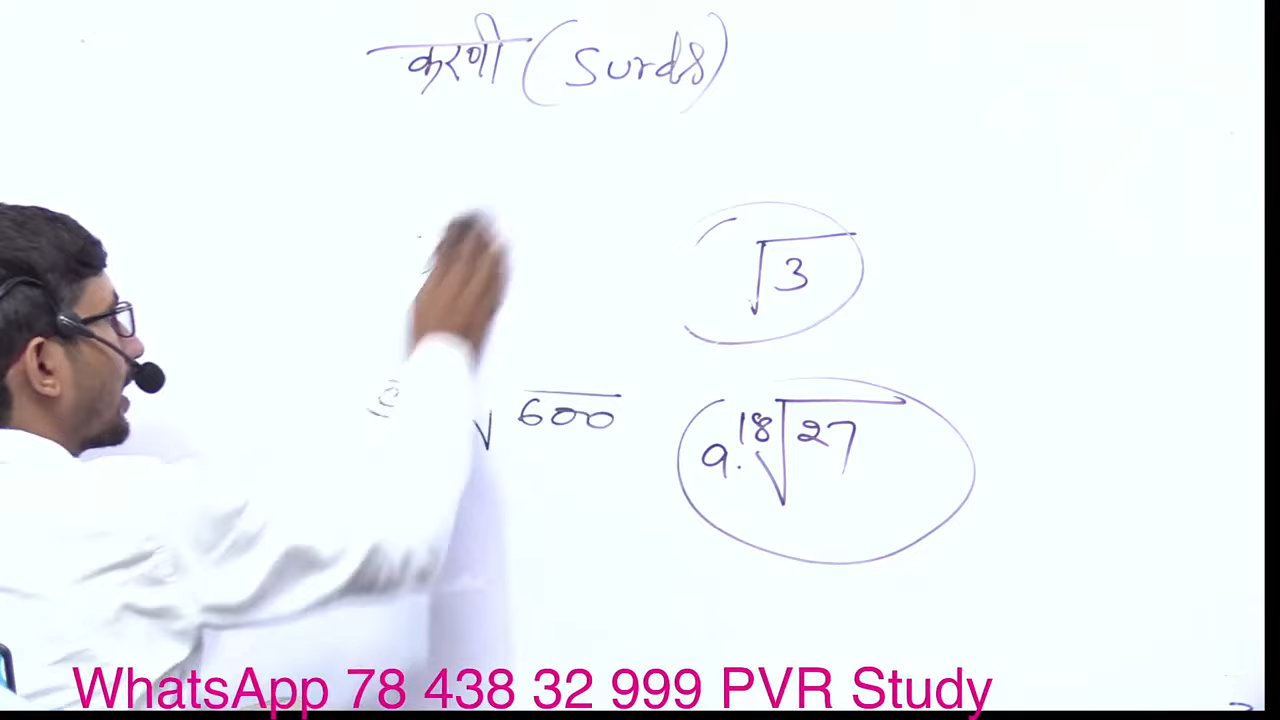 करणी (Surds)
√3
√600
9. ¹⁸√27
WhatsApp 78 438 32 999 PVR Study